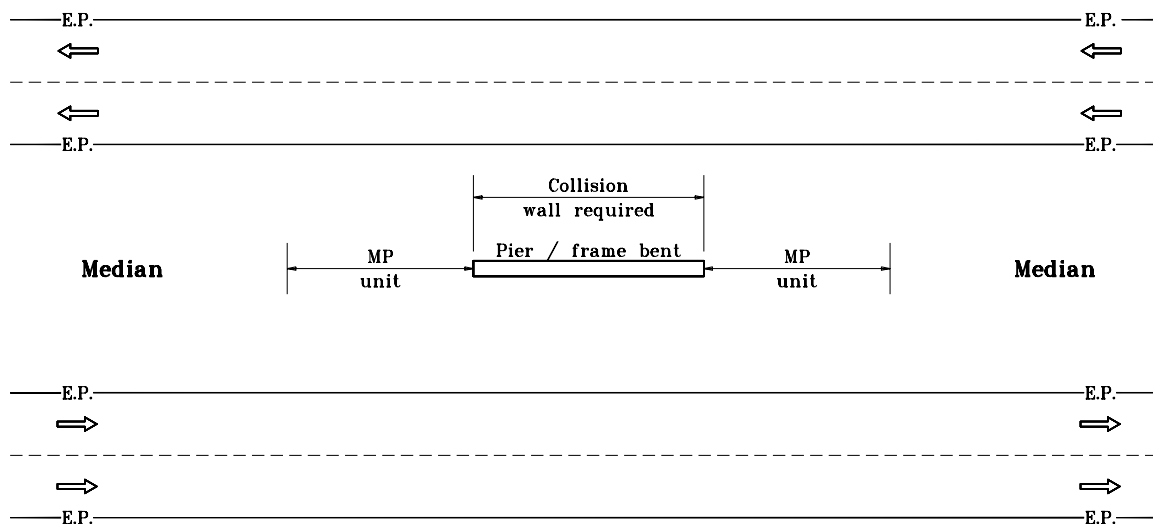 E.P. E.P.
E.P. E.P.
Collision
wall required
Pier / frame bent
Median MP MP Median
unit unit
E.P. E.P.
E.P. E.P.